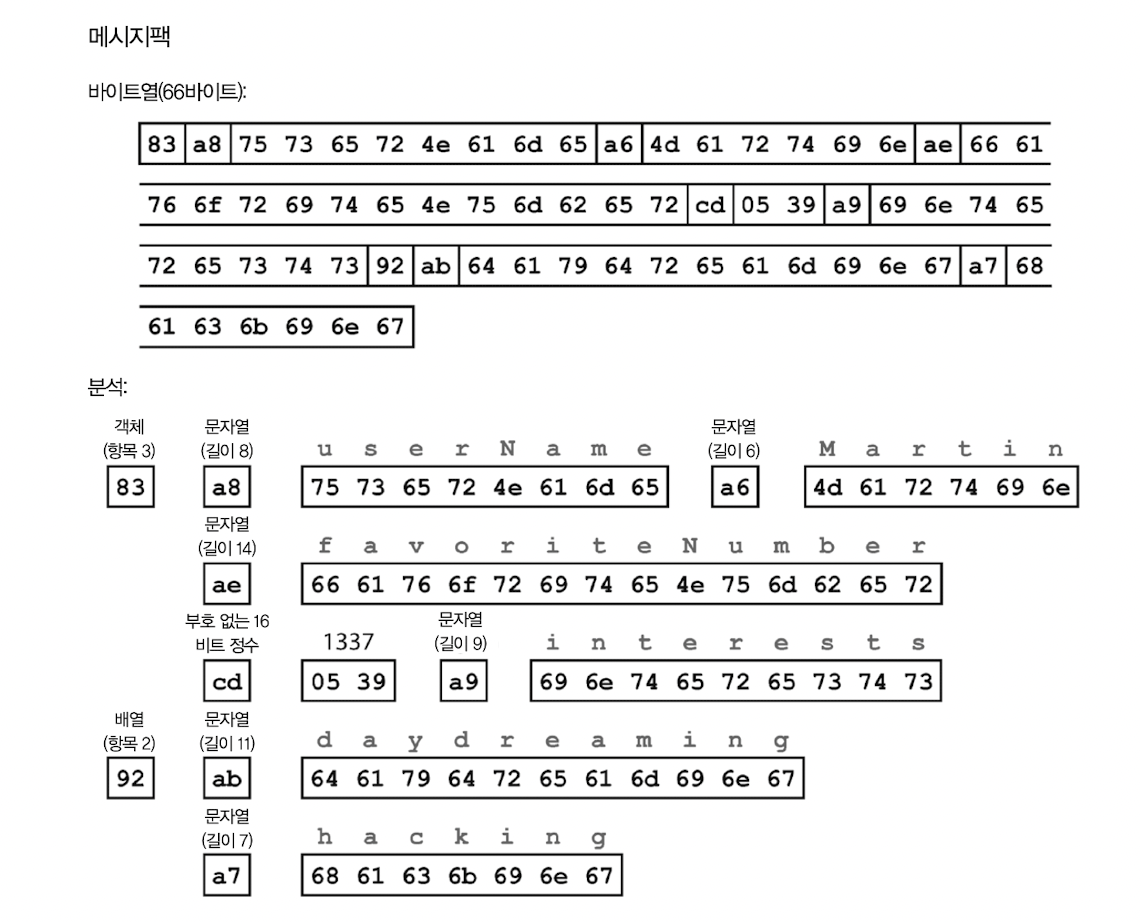 메시지팩
바이트열(66바이트):
83 a8 75 73 65 72 4e 61 6d 65 a6 4d 61 72 74 69 6e ae 66 61
76 6f 72 69 74 65 4e 75 6d 62 65 72 cd 05 39 a9 69 6e 74 65
72 65 73 74 73 92 ab 64 61 79 64 72 65 61 6d 69 6e 67 a7 68
61 63 6b 69 6e 67
분석:
객체 문자열 문자열
(항목 3) (길이 8) u s e r N a m e (길이 6) M a r t i n
83 a8 75 73 65 72 4e 61 6d 65 a6 4d 61 72 74 69 6e
문자열
(길이 14) f a v o r i t e N u m b e r
ae 66 61 76 6f 72 69 74 65 4e 75 6d 62 65 72
부호 없는 16 문자열
비트 정수 1337 (길이 9) i n t e r e s t s
cd 05 39 a9 69 6e 74 65 72 65 73 74 73
배열 문자열
(항목 2) (길이 11) d a y d r e a m i n g
92 ab 64 61 79 64 72 65 61 6d 69 6e 67
문자열
(길이 7) h a c k i n g
a7 68 61 63 6b 69 6e 67